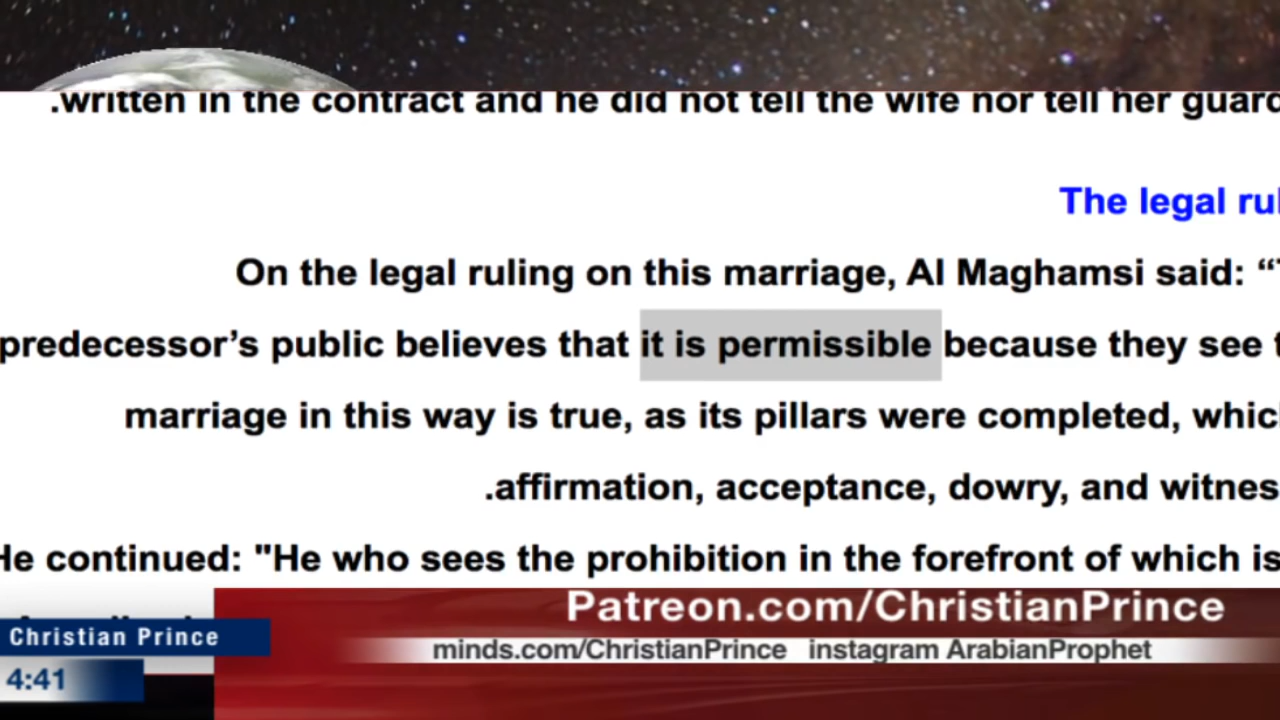 .written in the contract and he did not tell the wife nor tell her guard
The legal rul
On the legal ruling on this marriage, Al Maghamsi said: “T
predecessor’s public believes that it is permissible because they see t
marriage in this way is true, as its pillars were completed, which
.affirmation, acceptance, dowry, and witnes
He continued: "He who sees the prohibition in the forefront of which is
Patreon.com/ChristianPrince
Christian Prince
minds.com/ChristianPrince instagram ArabianProphet
4:41